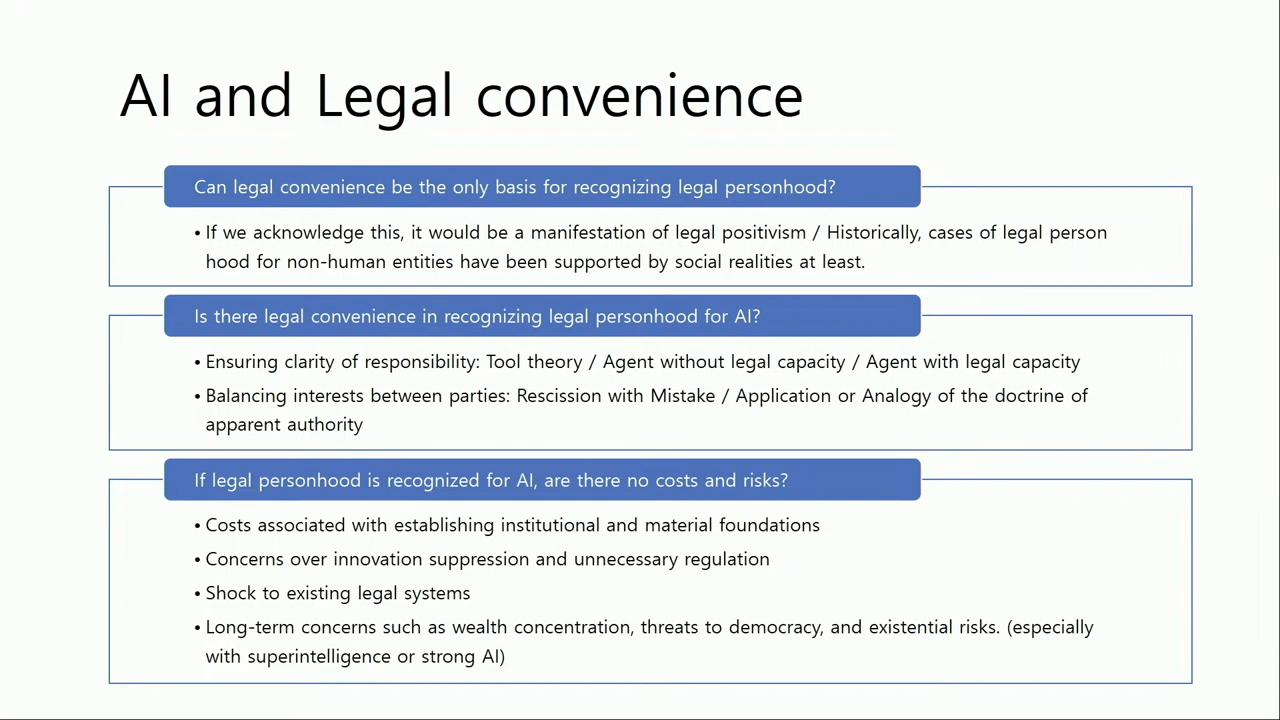 AI and Legal convenience
Can legal convenience be the only basis for recognizing legal personhood?
• If we acknowledge this, it would be a manifestation of legal positivism / Historically, cases of legal person
hood for non-human entities have been supported by social realities at least.
Is there legal convenience in recognizing legal personhood for AI?
• Ensuring clarity of responsibility: Tool theory / Agent without legal capacity / Agent with legal capacity
• Balancing interests between parties: Rescission with Mistake / Application or Analogy of the doctrine of
apparent authority
If legal personhood is recognized for AI, are there no costs and risks?
• Costs associated with establishing institutional and material foundations
• Concerns over innovation suppression and unnecessary regulation
• Shock to existing legal systems
• Long-term concerns such as wealth concentration, threats to democracy, and existential risks. (especially
with superintelligence or strong AI)